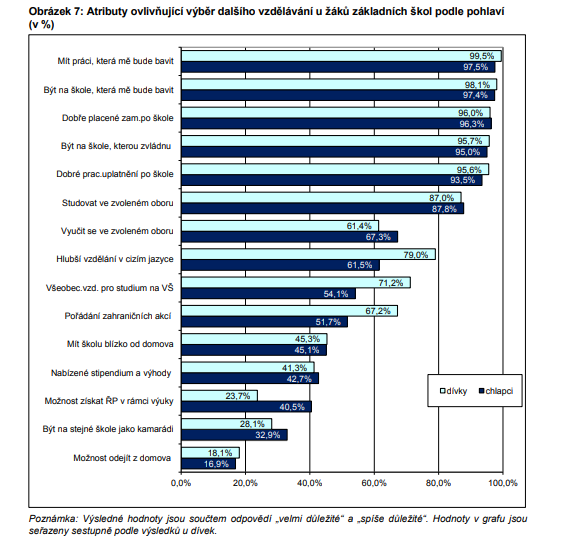 Obrázek 7: Atributy ovlivňující výběr dalšího vzdělávání u žáků základních škol podle pohlaví
(v %)
Mít práci, která mě bude bavit
99,5%
97,5%
Být na škole, která mě bude bavit
98,1%
97,4%
Dobře placené zam.po škole
96,0%
96,3%
Být na škole, kterou zvládnu
95,7%
95,0%
Dobré prac.uplatnění po škole
95,6%
93,5%
Studovat ve zvoleném oboru
87,0%
87,8%
Vyučit se ve zvoleném oboru
61,4%
67,3%
Hlubší vzdělání v cizím jazyce
79,0%
61,5%
Všeobec.vzd. pro studium na VŠ
71,2%
54,1%
Pořádání zahraničních akcí
67,2%
51,7%
Mít školu blízko od domova
45,3%
45,1%
Nabízené stipendium a výhody
41,3%
42,7%
Možnost získat ŘP v rámci výuky
23,7%
40,5%
Být na stejné škole jako kamarádi
28,1%
32,9%
Možnost odejít z domova
18,1%
16,9%
dívky chlapci
0,0% 20,0% 40,0% 60,0% 80,0% 100,0%
Poznámka: Výsledné hodnoty jsou součtem odpovědí „velmi důležité“ a „spíše důležité“. Hodnoty v grafu jsou
seřazeny sestupně podle výsledků u dívek.